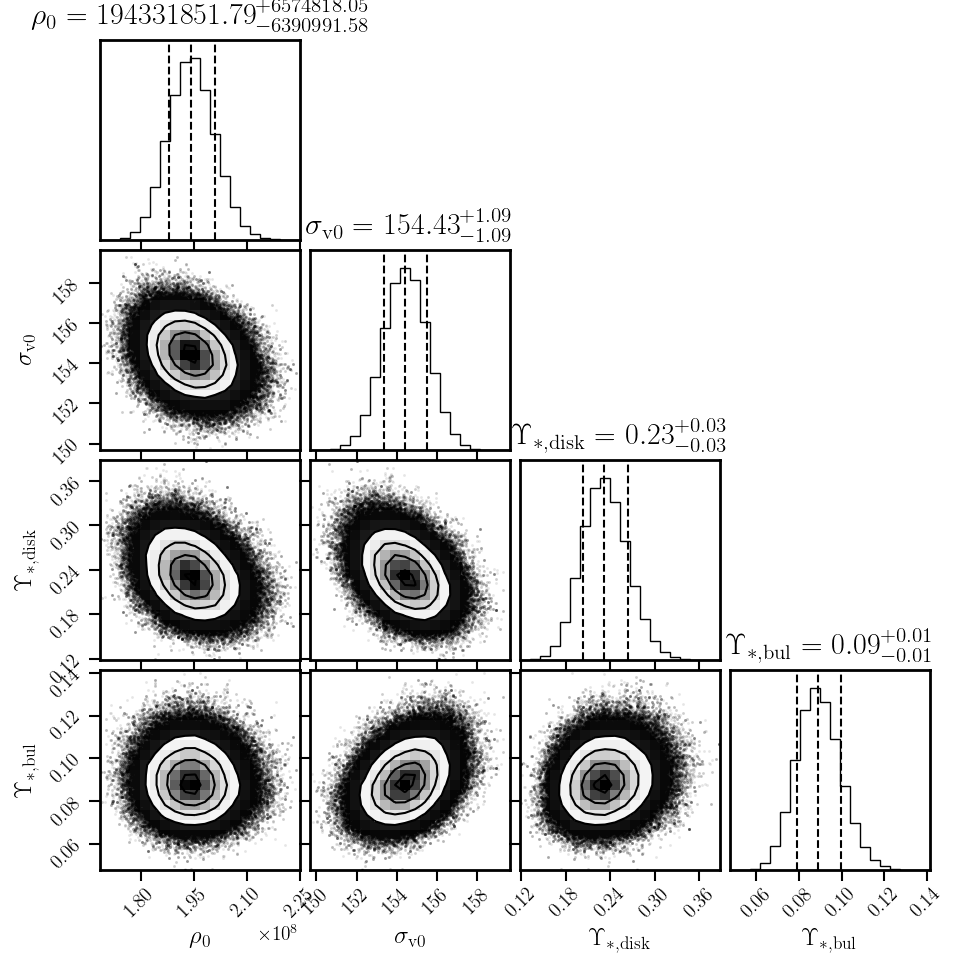 ρ₀ = 194331851.79⁺⁶⁵⁷⁴⁸¹⁸·⁰⁵₋₆₃₉₀₉₉₁.₅₈
σᵥ₀ = 154.43⁺¹·⁰⁹₋₁.₀₉
158
156
154
152
150
σᵥ₀
ϒ*,disk = 0.23⁺⁰·⁰³₋₀.₀₃
0.36
0.30
0.24
0.18
0.12
ϒ*,disk
ϒ*,bul = 0.09⁺⁰·⁰¹₋₀.₀₁
0.14
0.12
0.10
0.08
0.06
ϒ*,bul
1.80 1.95 2.10 2.25 150 152 154 156 158 0.12 0.18 0.24 0.30 0.36 0.06 0.08 0.10 0.12 0.14
×10⁸
ρ₀ σᵥ₀ ϒ*,disk ϒ*,bul